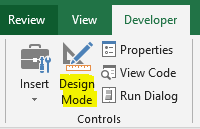 Review View Developer
Insert
Design
Mode
Properties
View Code
Run Dialog
Controls